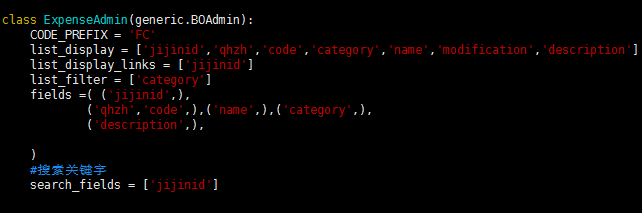 class ExpenseAdmin(generic.BOAdmin):
    CODE_PREFIX = 'FC'
    list_display = ['jijinid','qhzh','code','category','name','modification','description']
    list_display_links = ['jijinid']
    list_filter = ['category']
    fields =( ('jijinid',),
            ('qhzh','code',),('name',),('category',),
            ('description',),
    )
    #搜索关键字
    search_fields = ['jijinid']